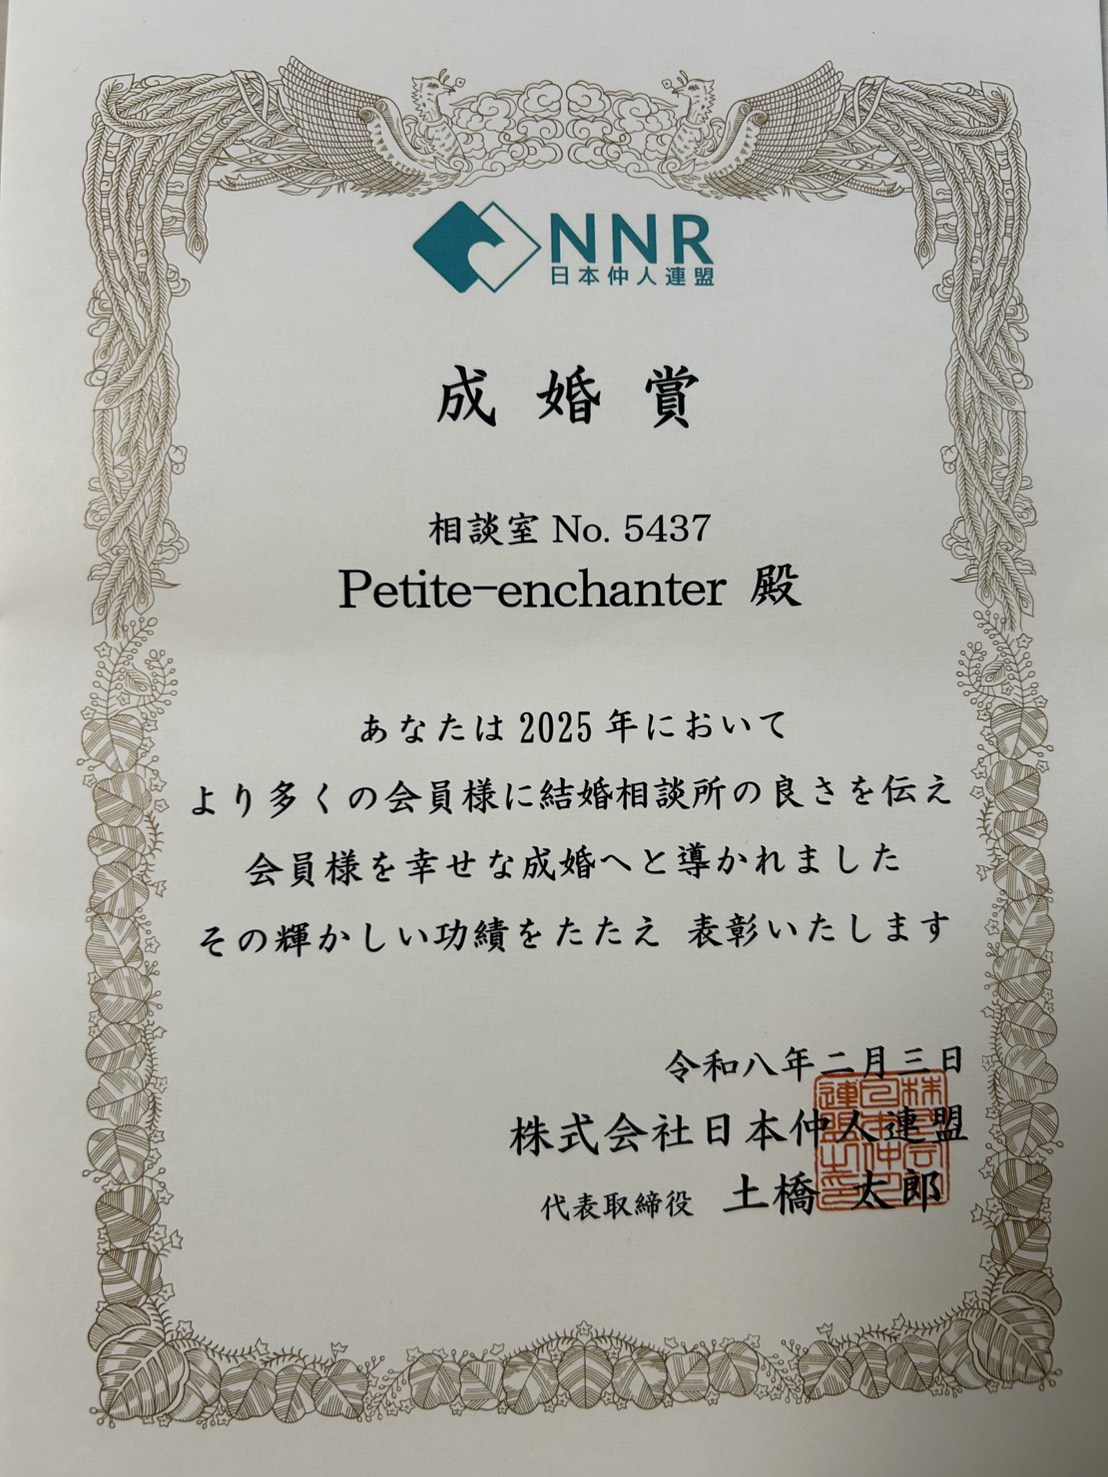 NNR
日本仲人連盟
成婚賞
相談室 No. 5437
Petite-enchanter 殿
あなたは 2025 年において
より多くの会員様に結婚相談所の良さを伝え
会員様を幸せな成婚へと導かれました
その輝かしい功績をたたえ 表彰いたします
令和八年二月三日
株式会社日本仲人連盟
代表取締役 土橋 太郎